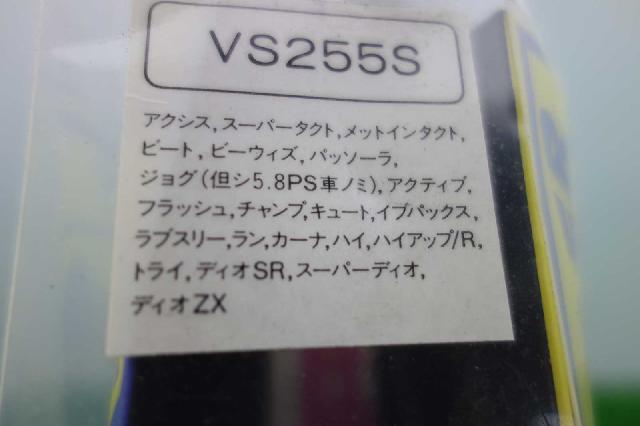 VS255S
アクシス,スーパータクト,メットインタクト,
ビート,ビーウィズ,パッソーラ,
ジョグ(但シ5.8PS車ノミ),アクティブ,
フラッシュ,チャンプ,キュート,イブパックス,
ラブスリー,ラン,カーナ,ハイ,ハイアップ/R,
トライ,ディオSR,スーパーディオ,
ディオZX